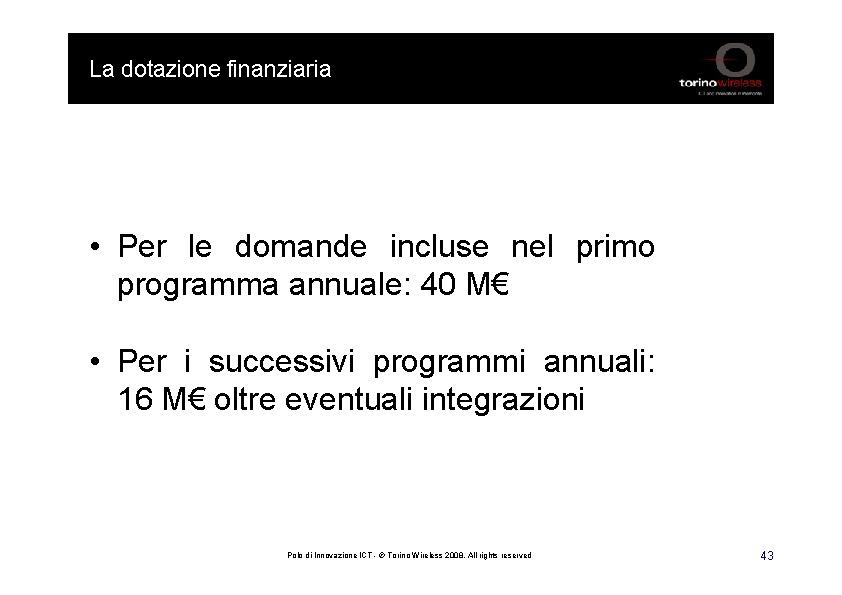 La dotazione finanziaria
torinowireless
• Per le domande incluse nel primo
programma annuale: 40 M€
• Per i successivi programmi annuali:
16 M€ oltre eventuali integrazioni
Polo di Innovazione ICT - © Torino Wireless 2008. All rights reserved
43